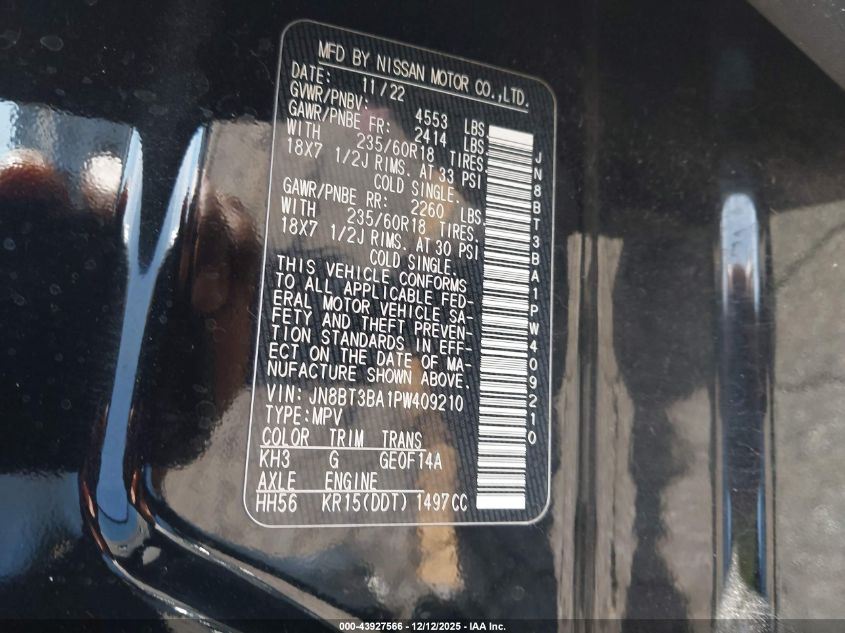 MFD BY NISSAN MOTOR CO.,LTD.
DATE: 11/22
GVWR/PNBV: 4553 LBS
GAWR/PNBE FR: 2414 LBS
WITH 235/60R18 TIRES.
18X7 1/2J RIMS. AT 33 PSI
COLD SINGLE.
GAWR/PNBE RR: 2260 LBS
WITH 235/60R18 TIRES.
18X7 1/2J RIMS. AT 30 PSI
COLD SINGLE.
THIS VEHICLE CONFORMS
TO ALL APPLICABLE FED-
ERAL MOTOR VEHICLE SA-
FETY AND THEFT PREVEN-
TION STANDARDS IN EFF-
ECT ON THE DATE OF MA-
NUFACTURE SHOWN ABOVE.
VIN: JN8BT3BA1PW409210
TYPE:MPV
COLOR TRIM TRANS
KH3 G GE0F14A
AXLE ENGINE
HH56 KR15(DDT) 1497CC
JN8BT3BA1PW409210
000-43927566 - 12/12/2025 - IAA Inc.